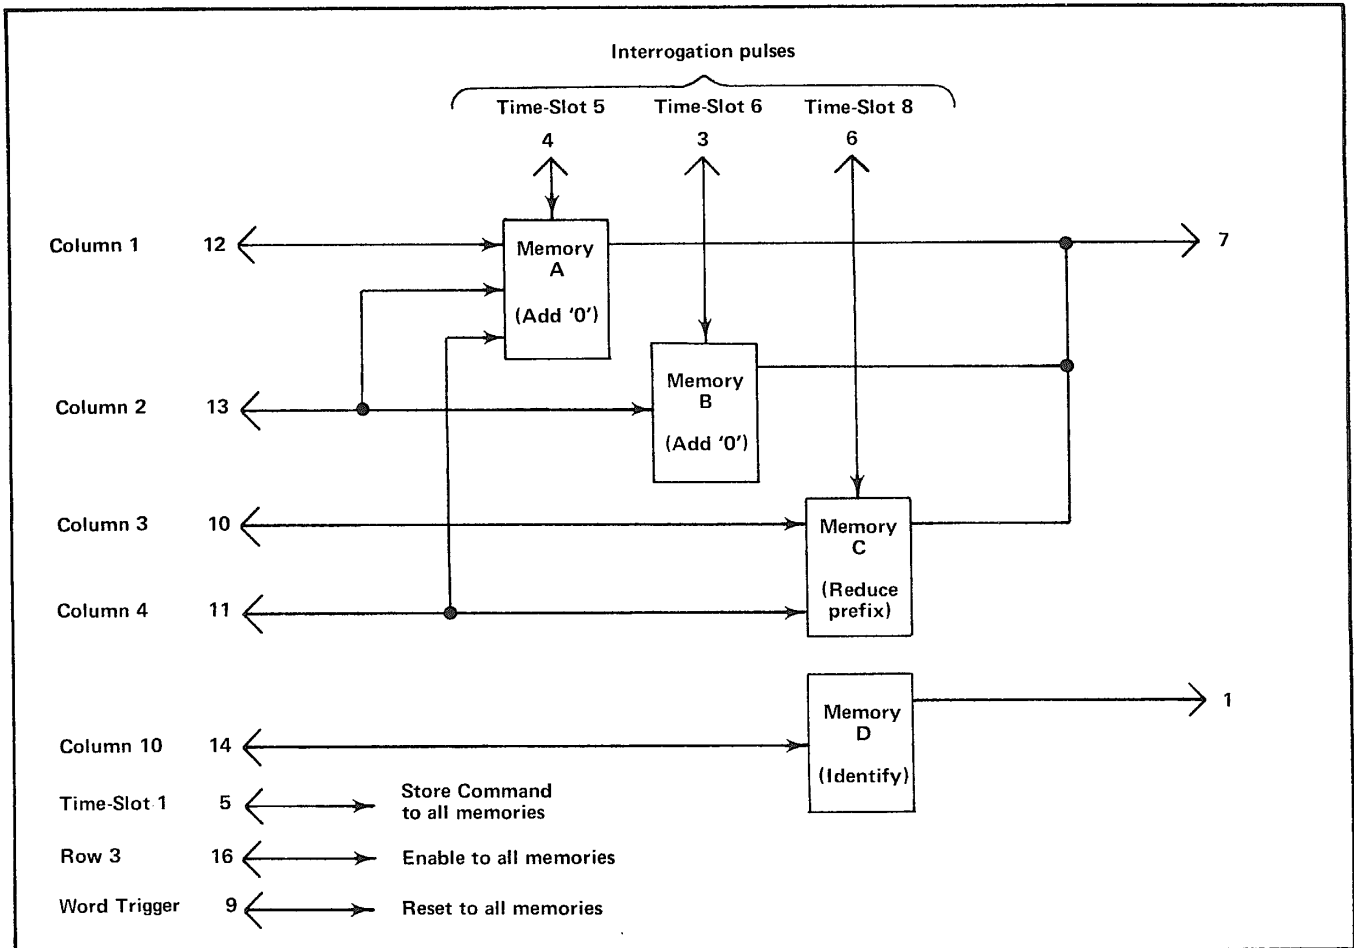 Interrogation pulses
Time-Slot 5 Time-Slot 6 Time-Slot 8
4 3 6
Column 1 12
Memory
A
(Add '0')
7
Column 2 13
Memory
B
(Add '0')
Column 3 10
Memory
C
(Reduce
prefix)
Column 4 11
Memory
D
(Identify)
1
Column 10 14
Time-Slot 1 5 Store Command
to all memories
Row 3 16 Enable to all memories
Word Trigger 9 Reset to all memories